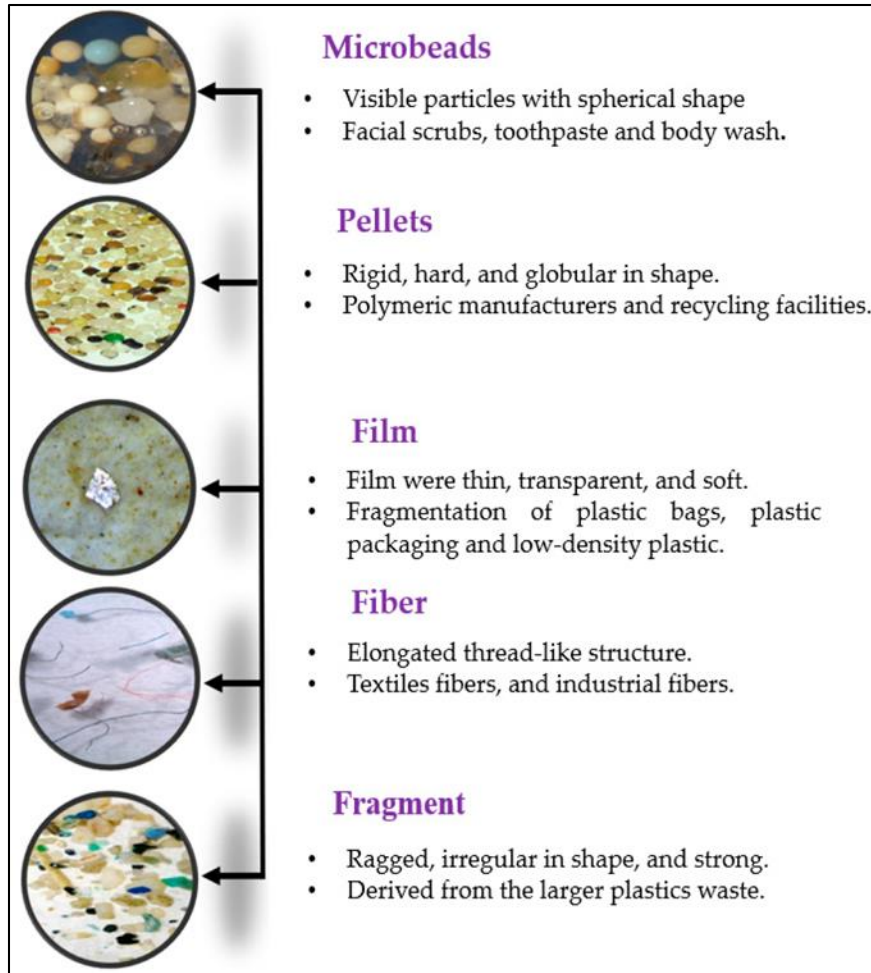 Microbeads
• Visible particles with spherical shape
• Facial scrubs, toothpaste and body wash.
Pellets
• Rigid, hard, and globular in shape.
• Polymeric manufacturers and recycling facilities.
Film
• Film were thin, transparent, and soft.
• Fragmentation of plastic bags, plastic
packaging and low-density plastic.
Fiber
• Elongated thread-like structure.
• Textiles fibers, and industrial fibers.
Fragment
• Ragged, irregular in shape, and strong.
• Derived from the larger plastics waste.